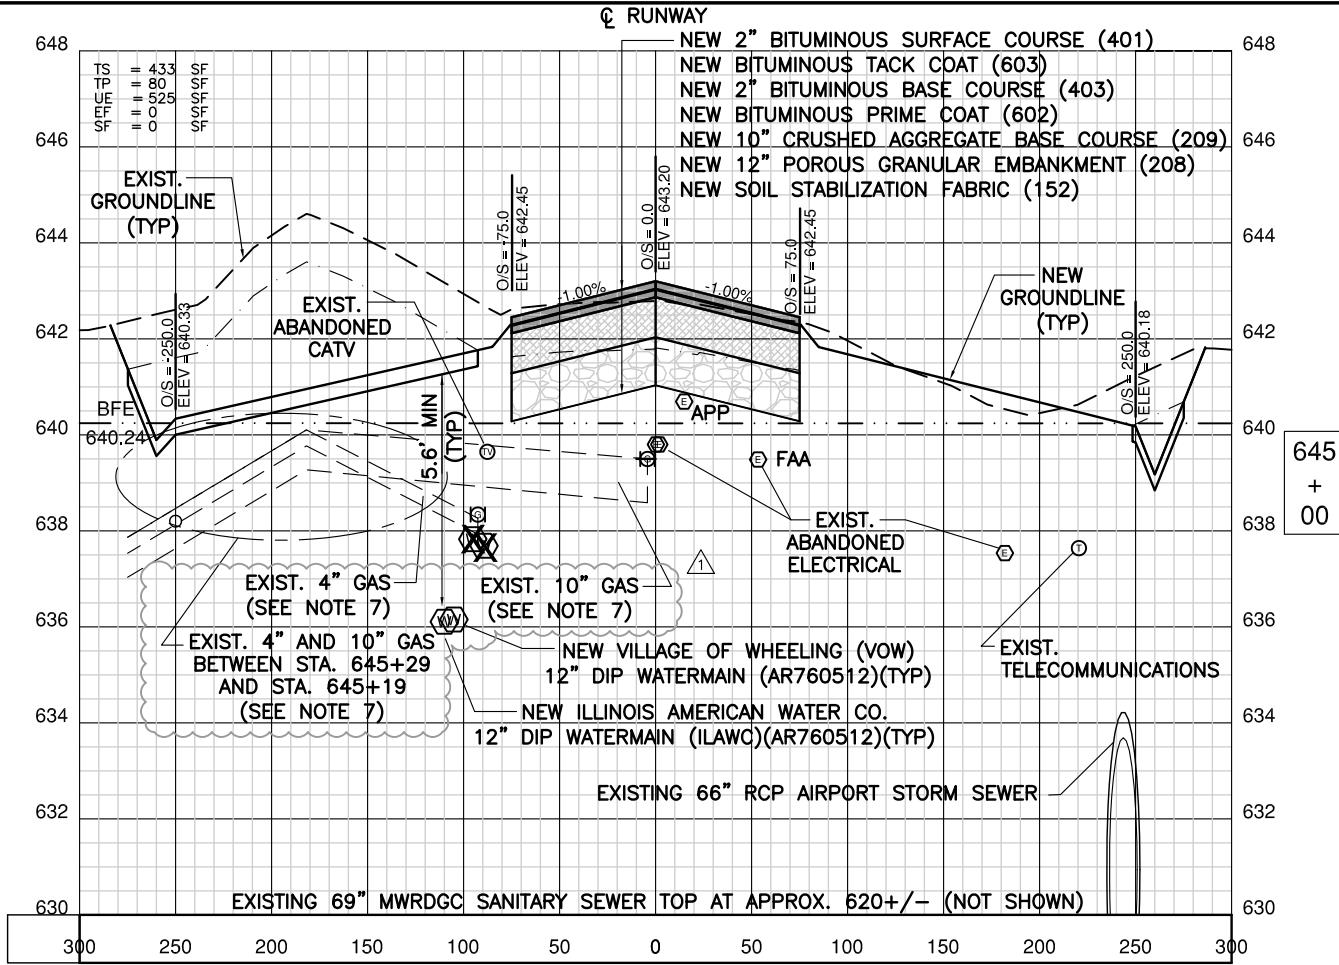 ℄ RUNWAY
NEW 2" BITUMINOUS SURFACE COURSE (401)
NEW BITUMINOUS TACK COAT (603)
NEW 2" BITUMINOUS BASE COURSE (403)
NEW BITUMINOUS PRIME COAT (602)
NEW 10" CRUSHED AGGREGATE BASE COURSE (209)
NEW 12" POROUS GRANULAR EMBANKMENT (208)
NEW SOIL STABILIZATION FABRIC (152)
648
646
644
642
640
638
636
634
632
630
TS = 433 SF
TP = 80 SF
UE = 525 SF
EF = 0 SF
SF = 0 SF
EXIST.
GROUNDLINE
(TYP)
O/S = -250.0
ELEV = 640.33
O/S = -75.0
ELEV = 642.45
O/S = 0.0
ELEV = 643.20
O/S = 75.0
ELEV = 642.45
O/S = 250.0
ELEV = 640.18
-1.00%
-1.00%
EXIST.
ABANDONED
CATV
NEW
GROUNDLINE
(TYP)
BFE
640.24
5.6' MIN
(TYP)
TV
G
E
APP
E
FAA
E
T
W
W
EXIST.
ABANDONED
ELECTRICAL
1
EXIST. 4" GAS
(SEE NOTE 7)
EXIST. 10" GAS
(SEE NOTE 7)
EXIST. 4" AND 10" GAS
BETWEEN STA. 645+29
AND STA. 645+19
(SEE NOTE 7)
NEW VILLAGE OF WHEELING (VOW)
12" DIP WATERMAIN (AR760512)(TYP)
NEW ILLINOIS AMERICAN WATER CO.
12" DIP WATERMAIN (ILAWC)(AR760512)(TYP)
EXIST.
TELECOMMUNICATIONS
EXISTING 66" RCP AIRPORT STORM SEWER
EXISTING 69" MWRDGC SANITARY SEWER TOP AT APPROX. 620+/- (NOT SHOWN)
648
646
644
642
640
638
636
634
632
630
645
+
00
300 250 200 150 100 50 0 50 100 150 200 250 300